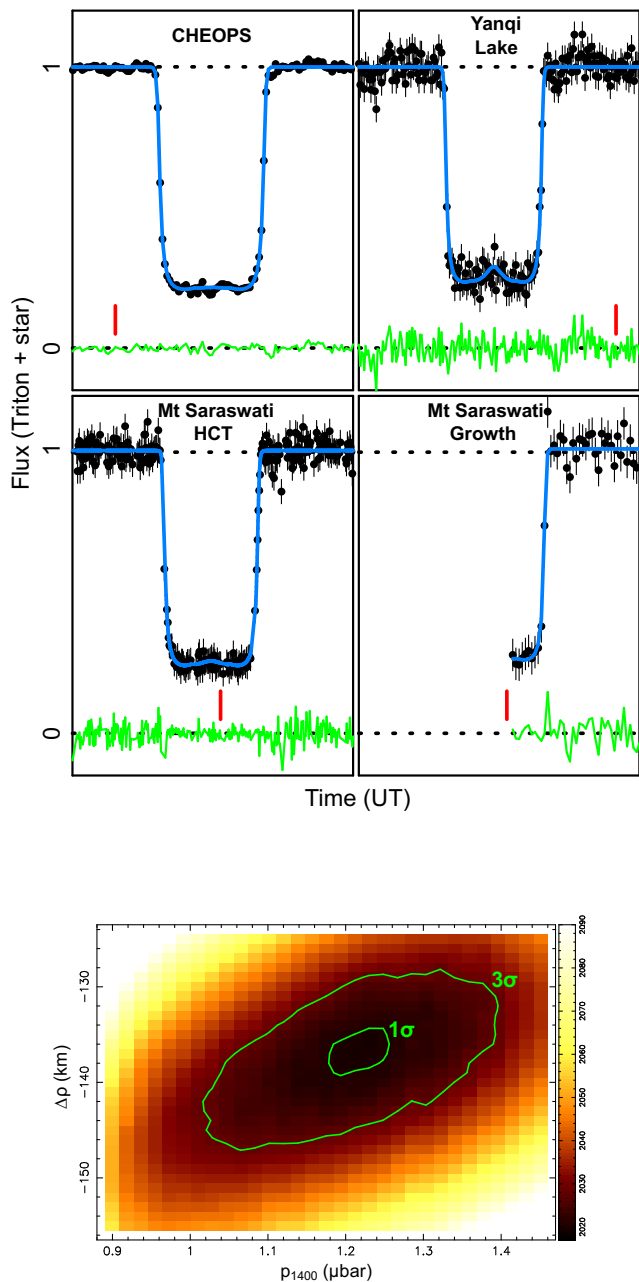 CHEOPS
Yanqi
Lake
1
0
Mt Saraswati
HCT
Mt Saraswati
Growth
1
0
Flux (Triton + star)
Time (UT)
3σ
1σ
−130
−140
−150
Δρ (km)
0.9
1
1.1
1.2
1.3
1.4
p1400 (μbar)
2020
2030
2040
2050
2060
2070
2080
2090